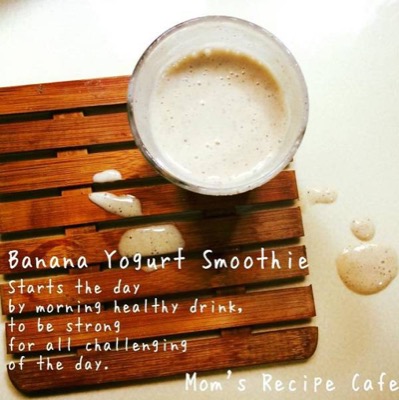 Banana Yogurt Smoothie
Starts the day
by morning healthy drink,
to be strong
for all challenging
of the day.
Mom's Recipe Cafe